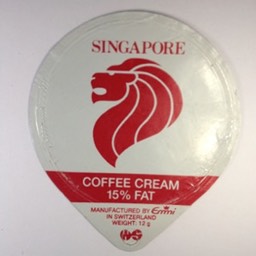 SINGAPORE
COFFEE CREAM
15% FAT
MANUFACTURED BY Emmi
IN SWITZERLAND
WEIGHT: 12 g